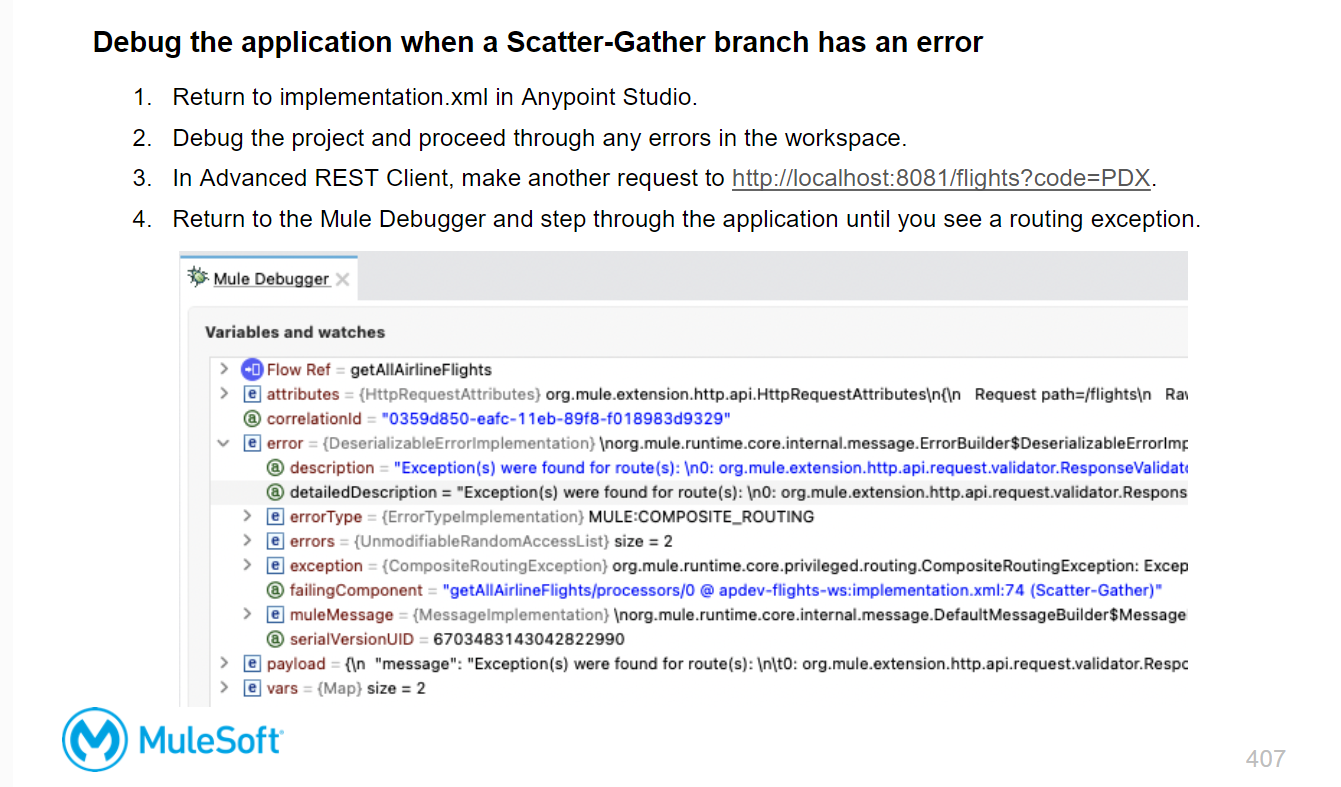 Debug the application when a Scatter-Gather branch has an error
1. Return to implementation.xml in Anypoint Studio.
2. Debug the project and proceed through any errors in the workspace.
3. In Advanced REST Client, make another request to http://localhost:8081/flights?code=PDX.
4. Return to the Mule Debugger and step through the application until you see a routing exception.
Mule Debugger
Variables and watches
Flow Ref = getAllAirlineFlights
e attributes = {HttpRequestAttributes} org.mule.extension.http.api.HttpRequestAttributes\n{\n Request path=/flights\n Rav
a correlationId = "0359d850-eafc-11eb-89f8-f018983d9329"
e error = {DeserializableErrorImplementation} \norg.mule.runtime.core.internal.message.ErrorBuilder$DeserializableErrorImp
a description = "Exception(s) were found for route(s): \n0: org.mule.extension.http.api.request.validator.ResponseValidato
a detailedDescription = "Exception(s) were found for route(s): \n0: org.mule.extension.http.api.request.validator.Respons
e errorType = {ErrorTypeImplementation} MULE:COMPOSITE_ROUTING
e errors = {UnmodifiableRandomAccessList} size = 2
e exception = {CompositeRoutingException} org.mule.runtime.core.privileged.routing.CompositeRoutingException: Excep
a failingComponent = "getAllAirlineFlights/processors/0 @ apdev-flights-ws:implementation.xml:74 (Scatter-Gather)"
e muleMessage = {MessageImplementation} \norg.mule.runtime.core.internal.message.DefaultMessageBuilder$Message
a serialVersionUID = 6703483143042822990
e payload = {\n "message": "Exception(s) were found for route(s): \n\t0: org.mule.extension.http.api.request.validator.Respo
e vars = {Map} size = 2
MuleSoft
407